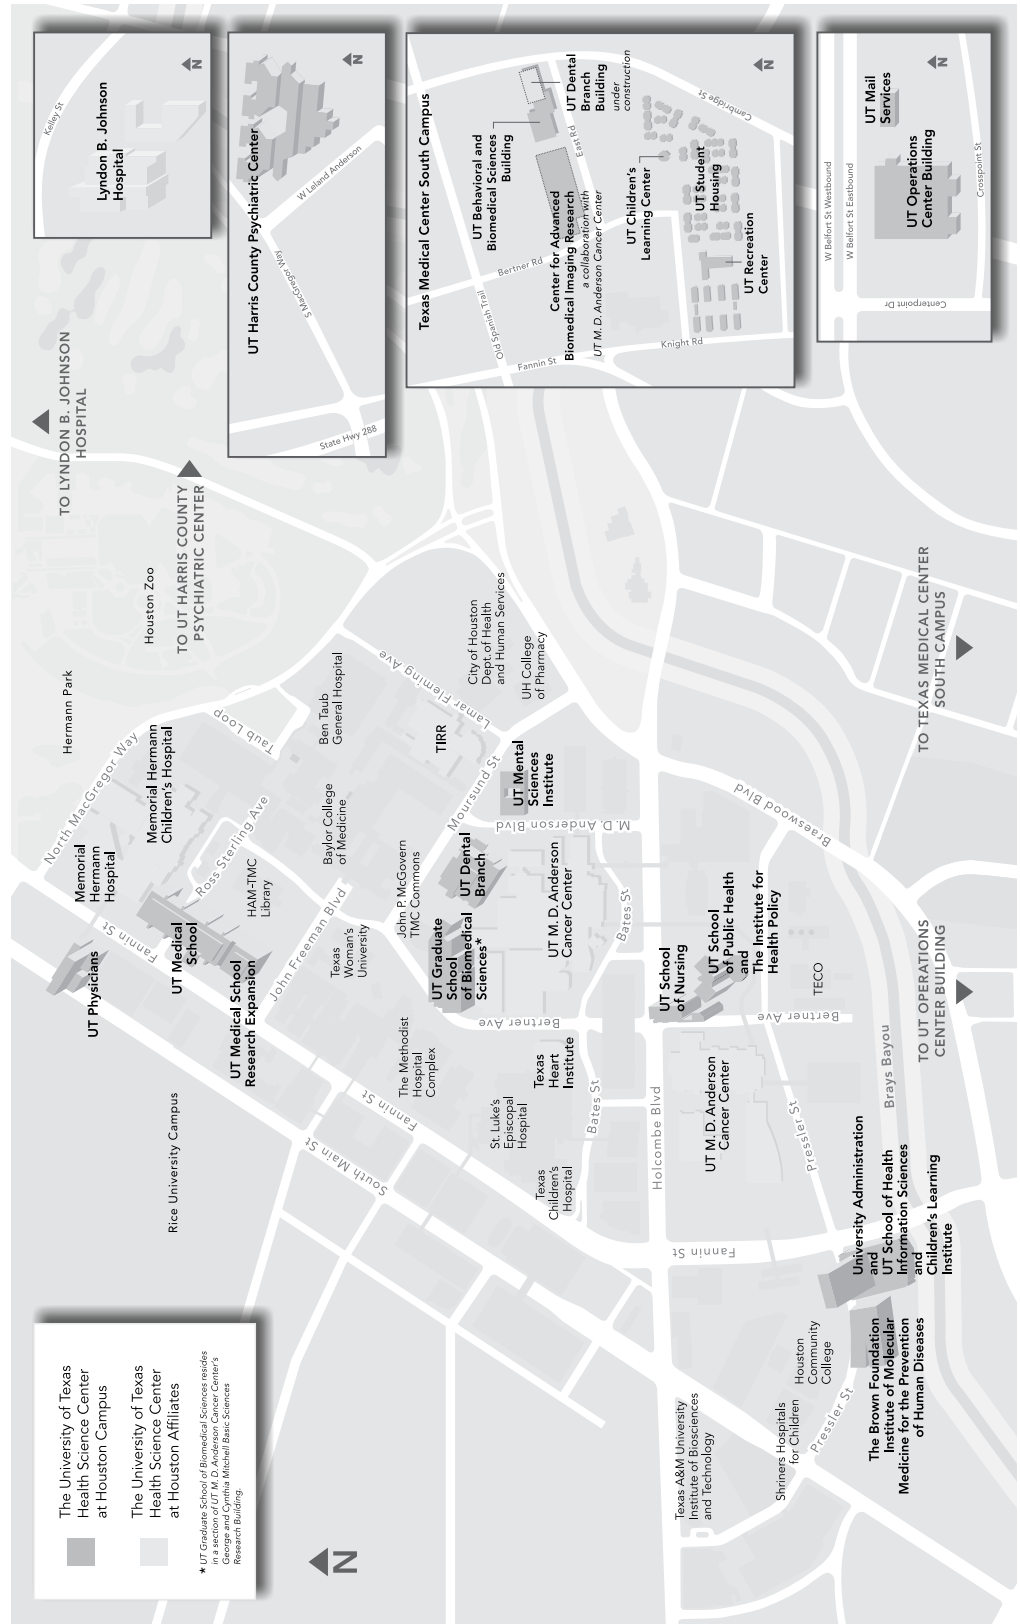 The University of Texas
Health Science Center
at Houston Campus
The University of Texas
Health Science Center
at Houston Affiliates
* UT Graduate School of Biomedical Sciences resides
in a section of UT M. D. Anderson Cancer Center's
George and Cynthia Mitchell Basic Sciences
Research Building.
N
Lyndon B. Johnson
Hospital
Kelley St
N
UT Harris County Psychiatric Center
W Leland Anderson
S MacGregor Way
State Hwy 288
N
Texas Medical Center South Campus
UT Behavioral and
Biomedical Sciences
Building
UT Dental
Branch
Building
under
construction
Center for Advanced
Biomedical Imaging Research
a collaboration with
UT M. D. Anderson Cancer Center
UT Children's
Learning Center
UT Student
Housing
UT Recreation
Center
Old Spanish Trail
Bertner Rd
East Rd
Cambridge St
Fannin St
Knight Rd
N
UT Mail
Services
UT Operations
Center Building
W Belfort St Westbound
W Belfort St Eastbound
Crosspoint St
Centerpoint Dr
N
TO LYNDON B. JOHNSON
HOSPITAL
TO UT HARRIS COUNTY
PSYCHIATRIC CENTER
Houston Zoo
Hermann Park
North MacGregor Way
Taub Loop
Memorial Hermann
Children's Hospital
Memorial
Hermann
Hospital
Ross Sterling Ave
Fannin St
UT Physicians
UT Medical
School
UT Medical School
Research Expansion
HAM-TMC
Library
John Freeman Blvd
Ben Taub
General Hospital
Lamar Fleming Ave
Baylor College
of Medicine
TIRR
City of Houston
Dept. of Health
and Human Services
UH College
of Pharmacy
Moursund St
UT Mental
Sciences
Institute
M. D. Anderson Blvd
John P. McGovern
TMC Commons
Texas
Woman's
University
UT Dental
Branch
UT Graduate
School
of Biomedical
Sciences*
UT M. D. Anderson
Cancer Center
Bates St
Bertner Ave
The Methodist
Hospital
Complex
Texas
Heart
Institute
St. Luke's
Episcopal
Hospital
Texas
Children's
Hospital
Bates St
Fannin St
South Main St
Rice University Campus
Holcombe Blvd
UT School
of Nursing
UT School
of Public Health
and
The Institute for
Health Policy
TECO
Bertner Ave
Braeswood Blvd
Brays Bayou
UT M. D. Anderson
Cancer Center
Pressler St
Fannin St
University Administration
and
UT School of Health
Information Sciences
and
Children's Learning
Institute
The Brown Foundation
Institute of Molecular
Medicine for the Prevention
of Human Diseases
Houston
Community
College
Pressler St
Shriners Hospitals
for Children
Texas A&M University
Institute of Biosciences
and Technology
TO TEXAS MEDICAL CENTER
SOUTH CAMPUS
TO UT OPERATIONS
CENTER BUILDING